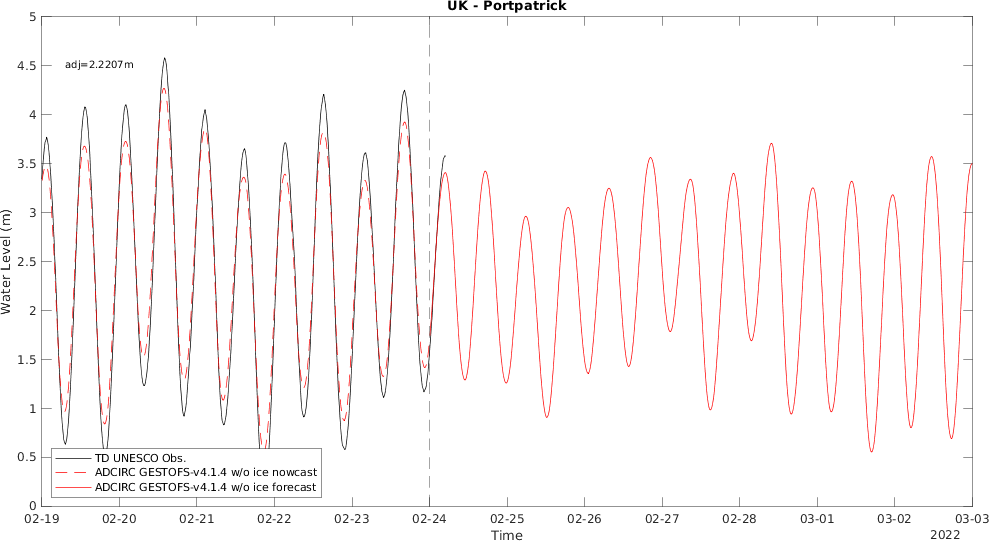 UK - Portpatrick
adj=2.2207m
Water Level (m)
5
4.5
4
3.5
3
2.5
2
1.5
1
0.5
0
TD UNESCO Obs.
ADCIRC GESTOFS-v4.1.4 w/o ice nowcast
ADCIRC GESTOFS-v4.1.4 w/o ice forecast
02-19 02-20 02-21 02-22 02-23 02-24 02-25 02-26 02-27 02-28 03-01 03-02 03-03
Time
2022